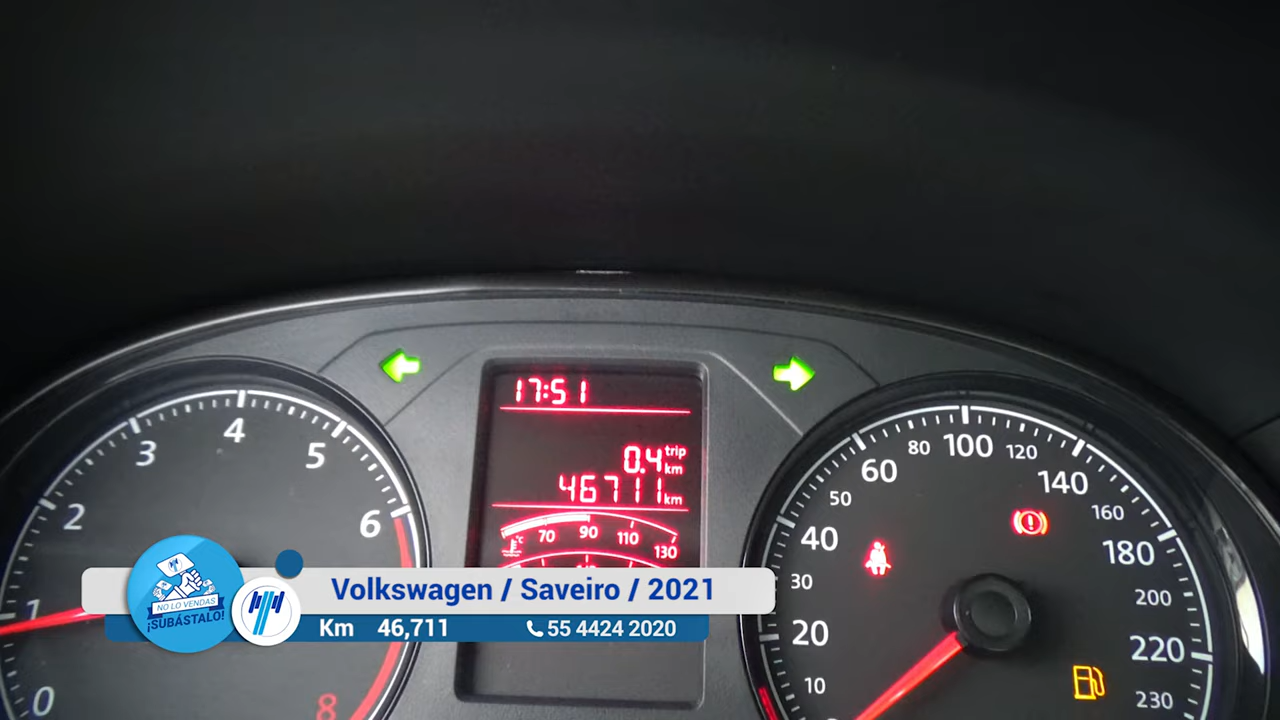 17:51
0.4 trip km
46711 km
70 90 110 130
0 1 2 3 4 5 6 8
10 20 30 40 50 60 80 100 120 140 160 180 200 220 230
NO LO VENDAS
¡SUBÁSTALO!
Volkswagen / Saveiro / 2021
Km 46,711
55 4424 2020